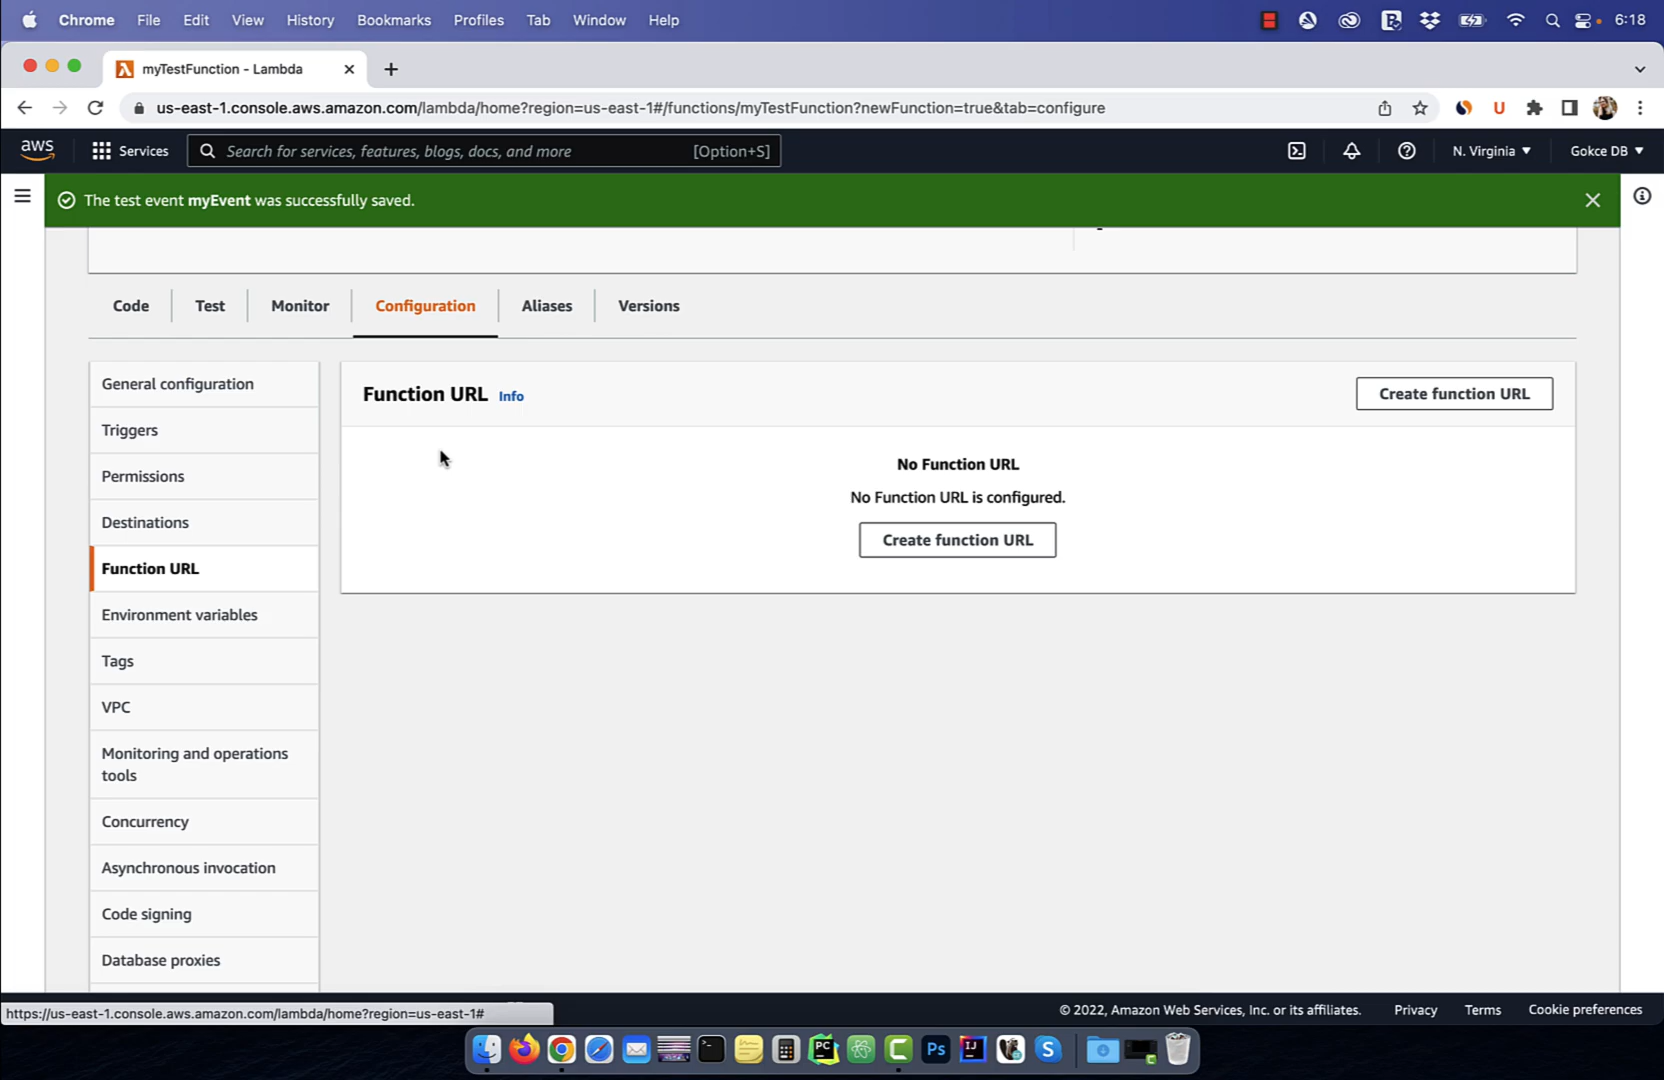 Chrome File Edit View History Bookmarks Profiles Tab Window Help 6:18
myTestFunction - Lambda
us-east-1.console.aws.amazon.com/lambda/home?region=us-east-1#/functions/myTestFunction?newFunction=true&tab=configure
aws Services Search for services, features, blogs, docs, and more [Option+S] N. Virginia Gokce DB
The test event myEvent was successfully saved.
Code Test Monitor Configuration Aliases Versions
General configuration
Triggers
Permissions
Destinations
Function URL
Environment variables
Tags
VPC
Monitoring and operations
tools
Concurrency
Asynchronous invocation
Code signing
Database proxies
Function URL Info Create function URL
No Function URL
No Function URL is configured.
Create function URL
https://us-east-1.console.aws.amazon.com/lambda/home?region=us-east-1#
© 2022, Amazon Web Services, Inc. or its affiliates. Privacy Terms Cookie preferences